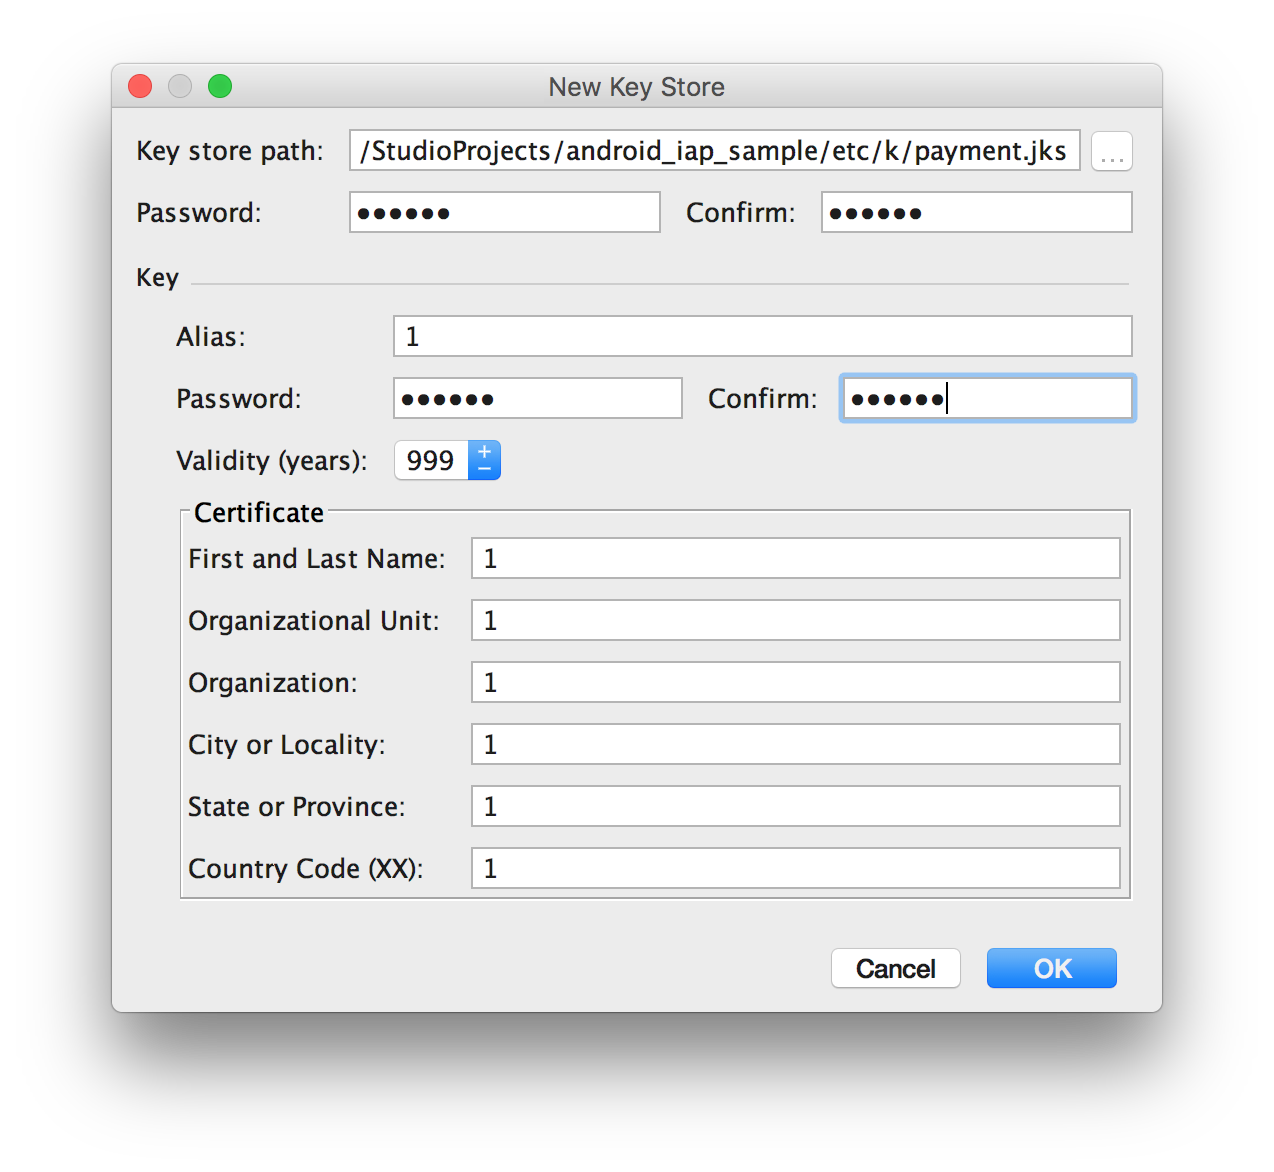 New Key Store
Key store path: /StudioProjects/android_iap_sample/etc/k/payment.jks ...
Password: •••••• Confirm: ••••••
Key
Alias: 1
Password: •••••• Confirm: ••••••
Validity (years): 999 + −
Certificate
First and Last Name: 1
Organizational Unit: 1
Organization: 1
City or Locality: 1
State or Province: 1
Country Code (XX): 1
Cancel OK